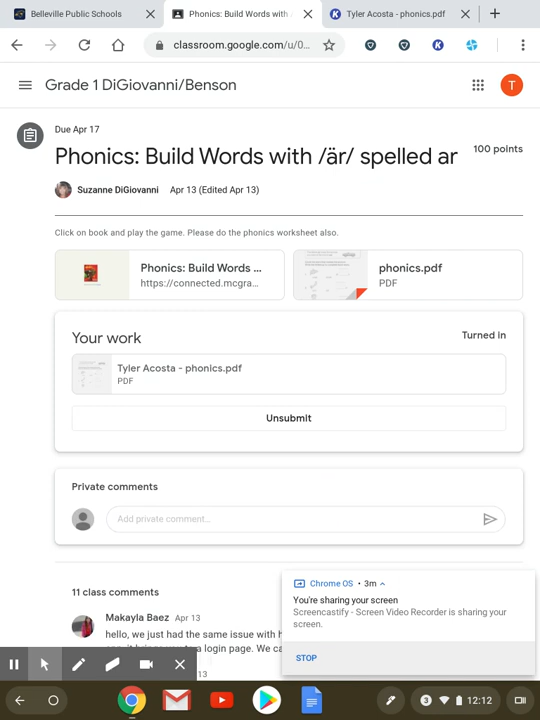 Belleville Public Schools
Phonics: Build Words with /
Tyler Acosta - phonics.pdf
classroom.google.com/u/0...
Grade 1 DiGiovanni/Benson
T
Due Apr 17
Phonics: Build Words with /är/ spelled ar
100 points
Suzanne DiGiovanni Apr 13 (Edited Apr 13)
Click on book and play the game. Please do the phonics worksheet also.
Phonics: Build Words ...
https://connected.mcgra...
phonics.pdf
PDF
Your work
Turned in
Tyler Acosta - phonics.pdf
PDF
Unsubmit
Private comments
Add private comment...
11 class comments
Makayla Baez Apr 13
hello, we just had the same issue with h
a login page. We ca
13
Chrome OS • 3m
You're sharing your screen
Screencastify - Screen Video Recorder is sharing your
screen.
STOP
3 12:12